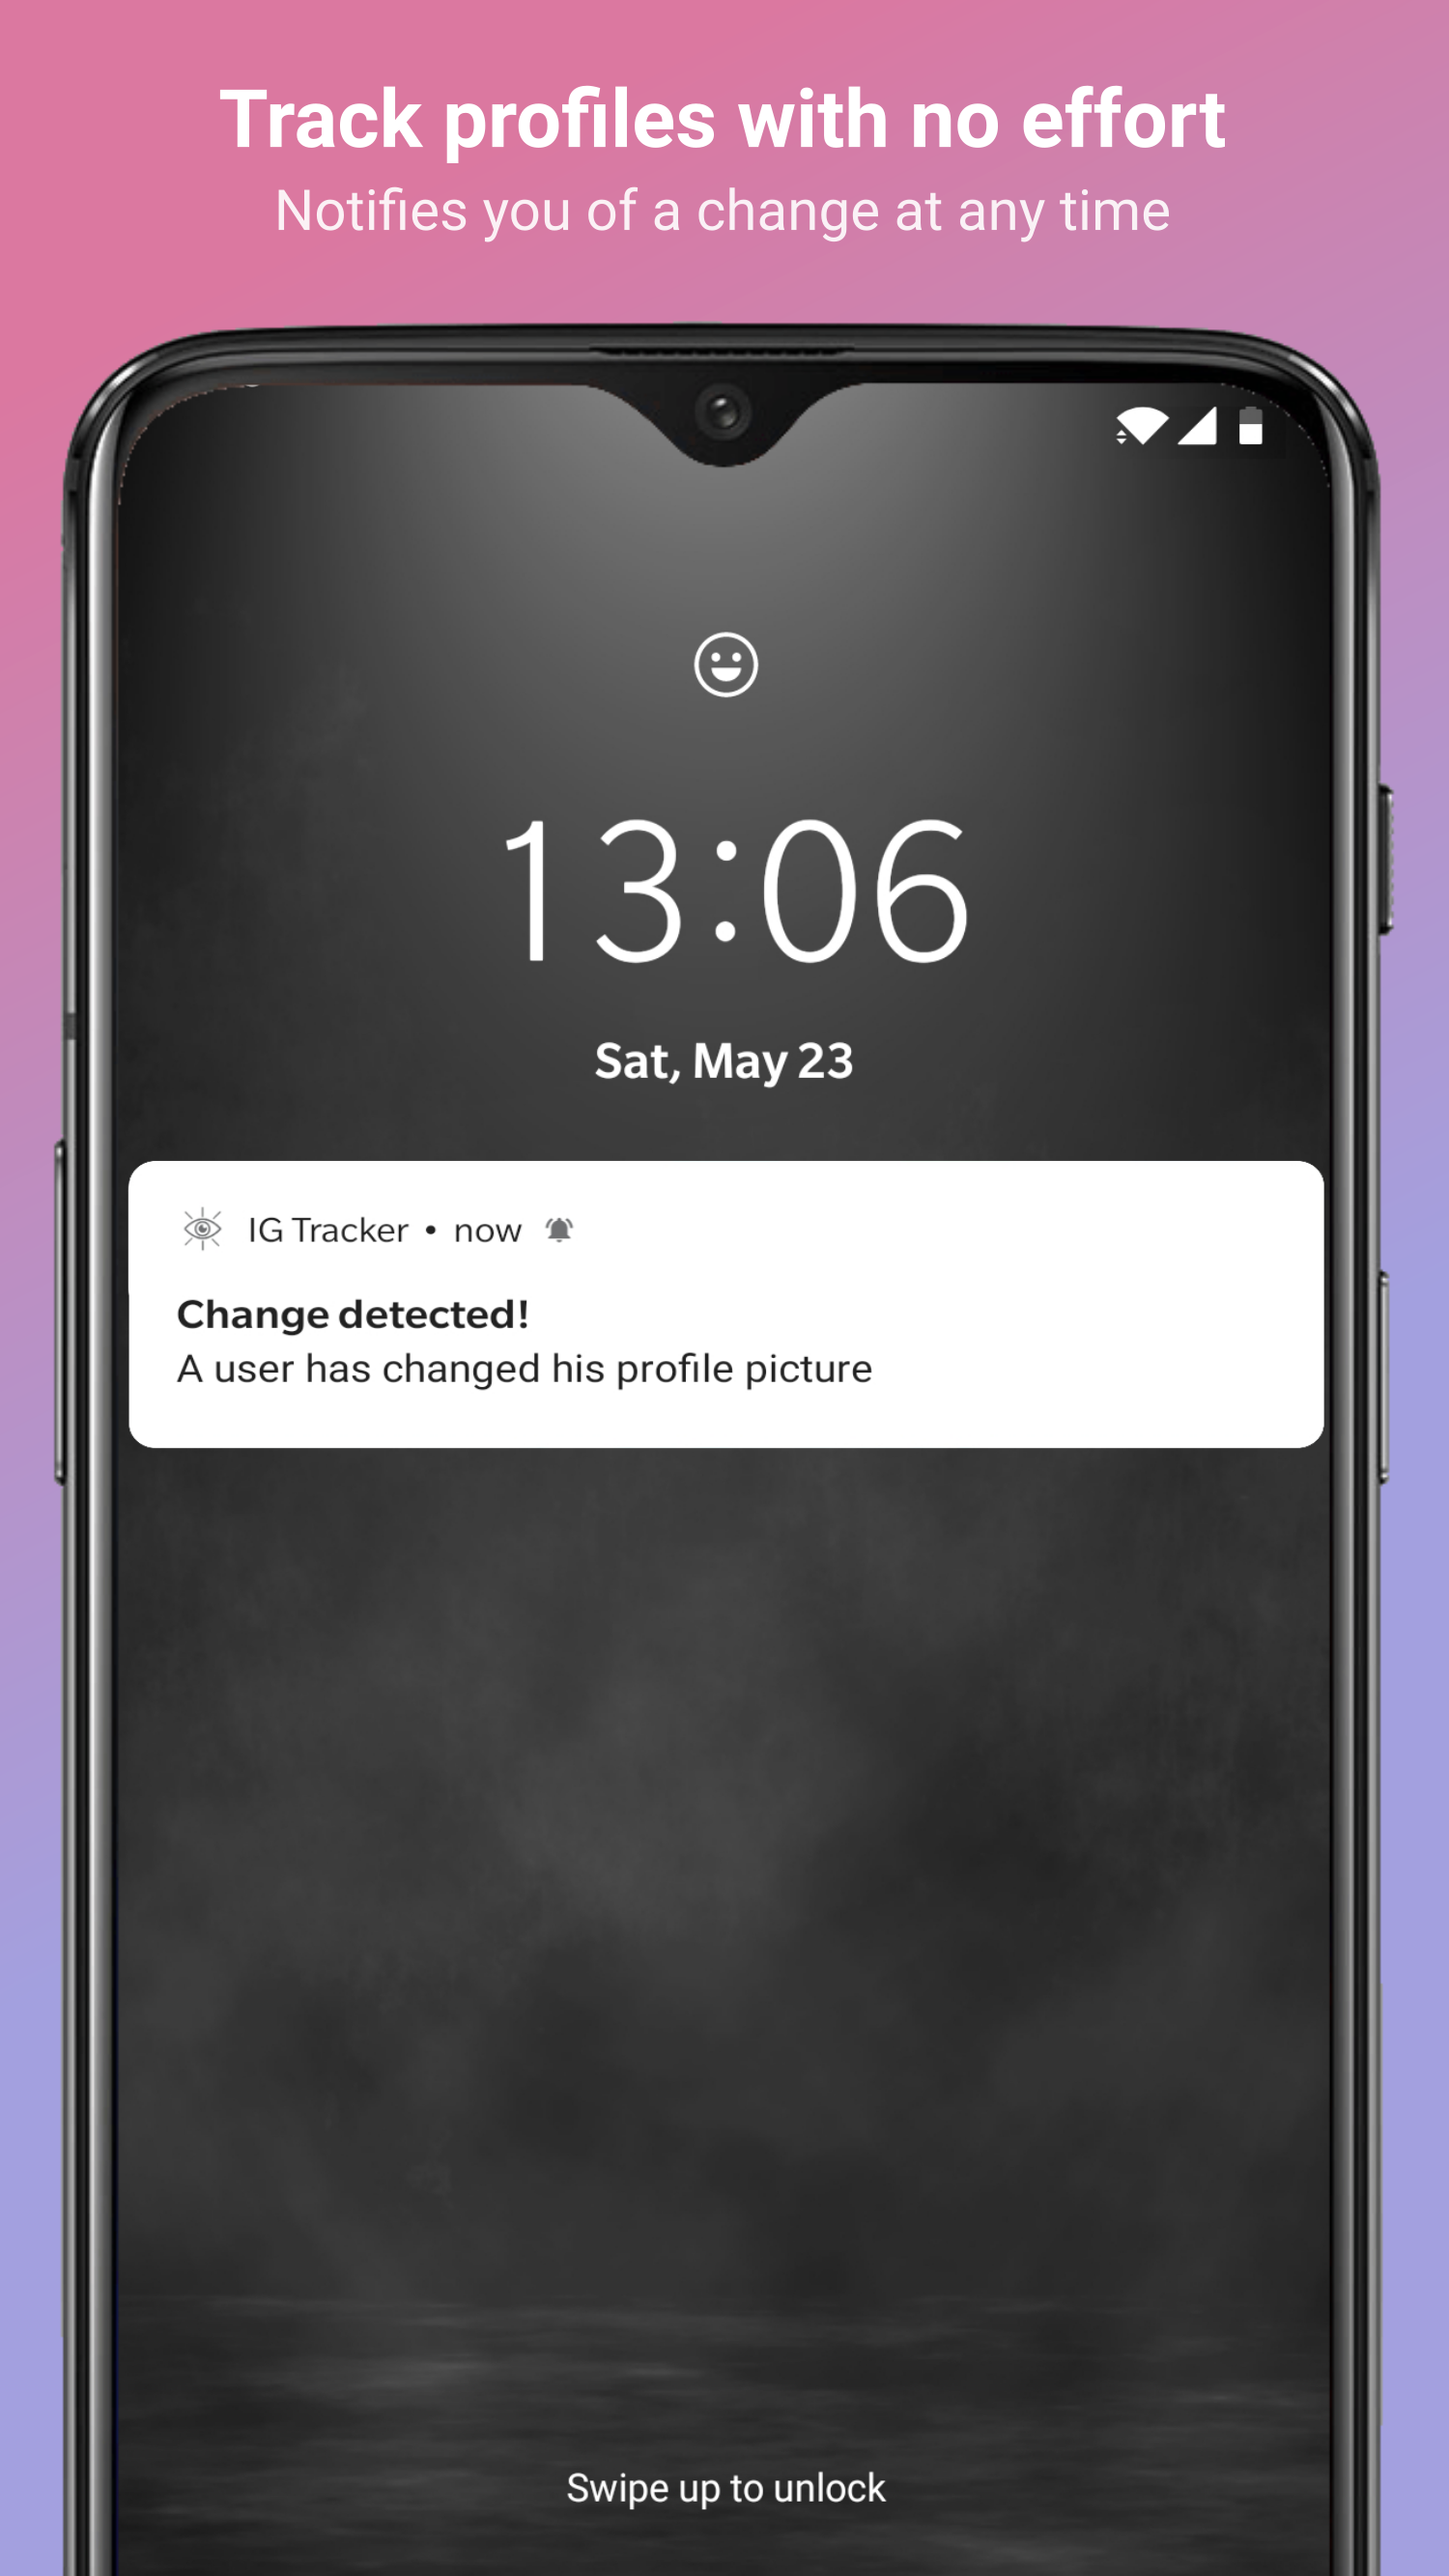 Track profiles with no effort
Notifies you of a change at any time
13:06
Sat, May 23
IG Tracker • now
Change detected!
A user has changed his profile picture
Swipe up to unlock